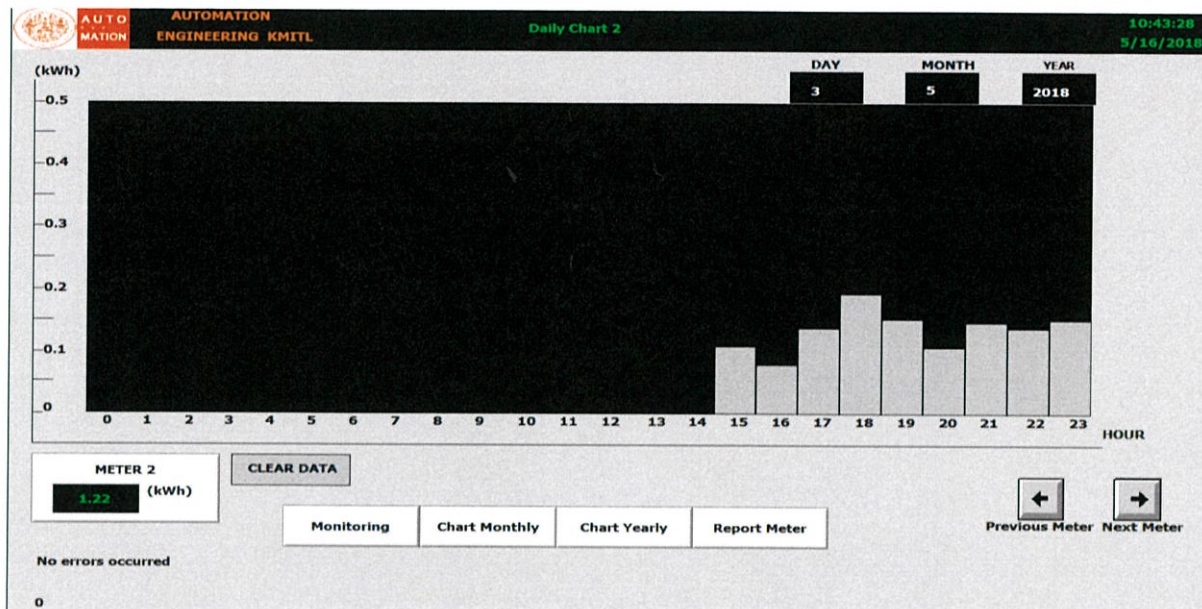 AUTO
MATION
AUTOMATION
ENGINEERING KMITL
Daily Chart 2
10:43:28
5/16/2018
(kWh)
DAY MONTH YEAR
3 5 2018
0.5
0.4
0.3
0.2
0.1
0
0 1 2 3 4 5 6 7 8 9 10 11 12 13 14 15 16 17 18 19 20 21 22 23
HOUR
METER 2
1.22 (kWh)
CLEAR DATA
Monitoring Chart Monthly Chart Yearly Report Meter
Previous Meter Next Meter
No errors occurred
0